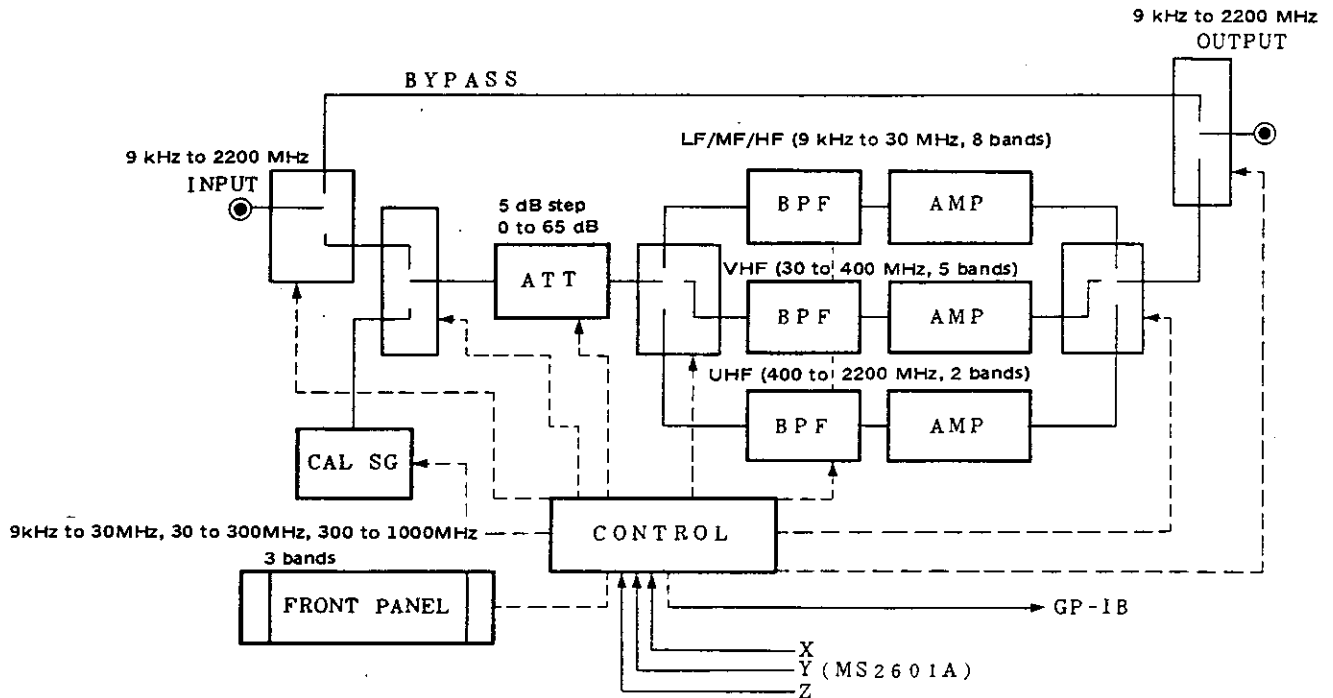 9 kHz to 2200 MHz
OUTPUT
BYPASS
LF/MF/HF (9 kHz to 30 MHz, 8 bands)
9 kHz to 2200 MHz
INPUT
5 dB step
0 to 65 dB
BPF
AMP
ATT
VHF (30 to 400 MHz, 5 bands)
BPF
AMP
UHF (400 to 2200 MHz, 2 bands)
BPF
AMP
CAL SG
9kHz to 30MHz, 30 to 300MHz, 300 to 1000MHz
3 bands
CONTROL
FRONT PANEL
GP-IB
X
Y (MS2601A)
Z